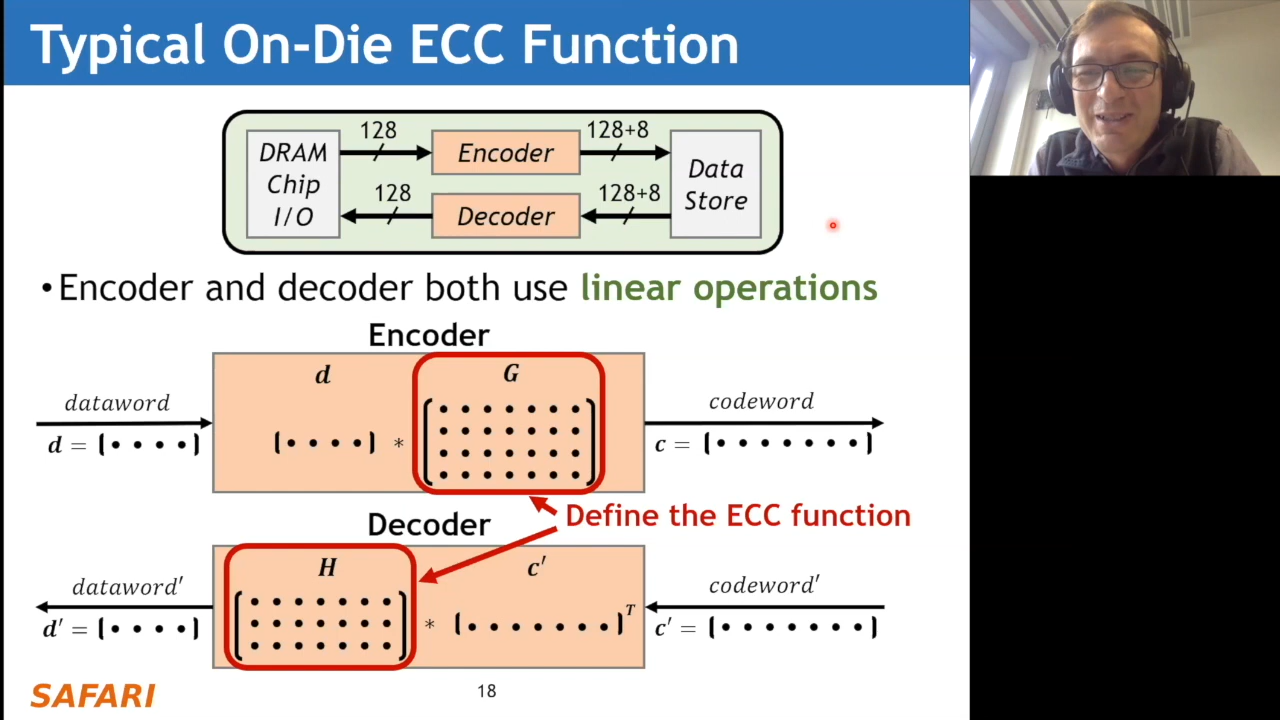 Typical On-Die ECC Function
DRAM
Chip
I/O
128
Encoder
128+8
Data
Store
128
Decoder
128+8
• Encoder and decoder both use linear operations
Encoder
dataword
d = [• • • •]
d
[• • • •]
*
G
[• • • • • • •
• • • • • • •
• • • • • • •
• • • • • • •]
codeword
c = [• • • • • • •]
Define the ECC function
Decoder
dataword′
d′ = [• • • •]
H
[• • • • • • •
• • • • • • •
• • • • • • •]
*
c′
[• • • • • • •]ᵀ
codeword′
c′ = [• • • • • • •]
SAFARI
18